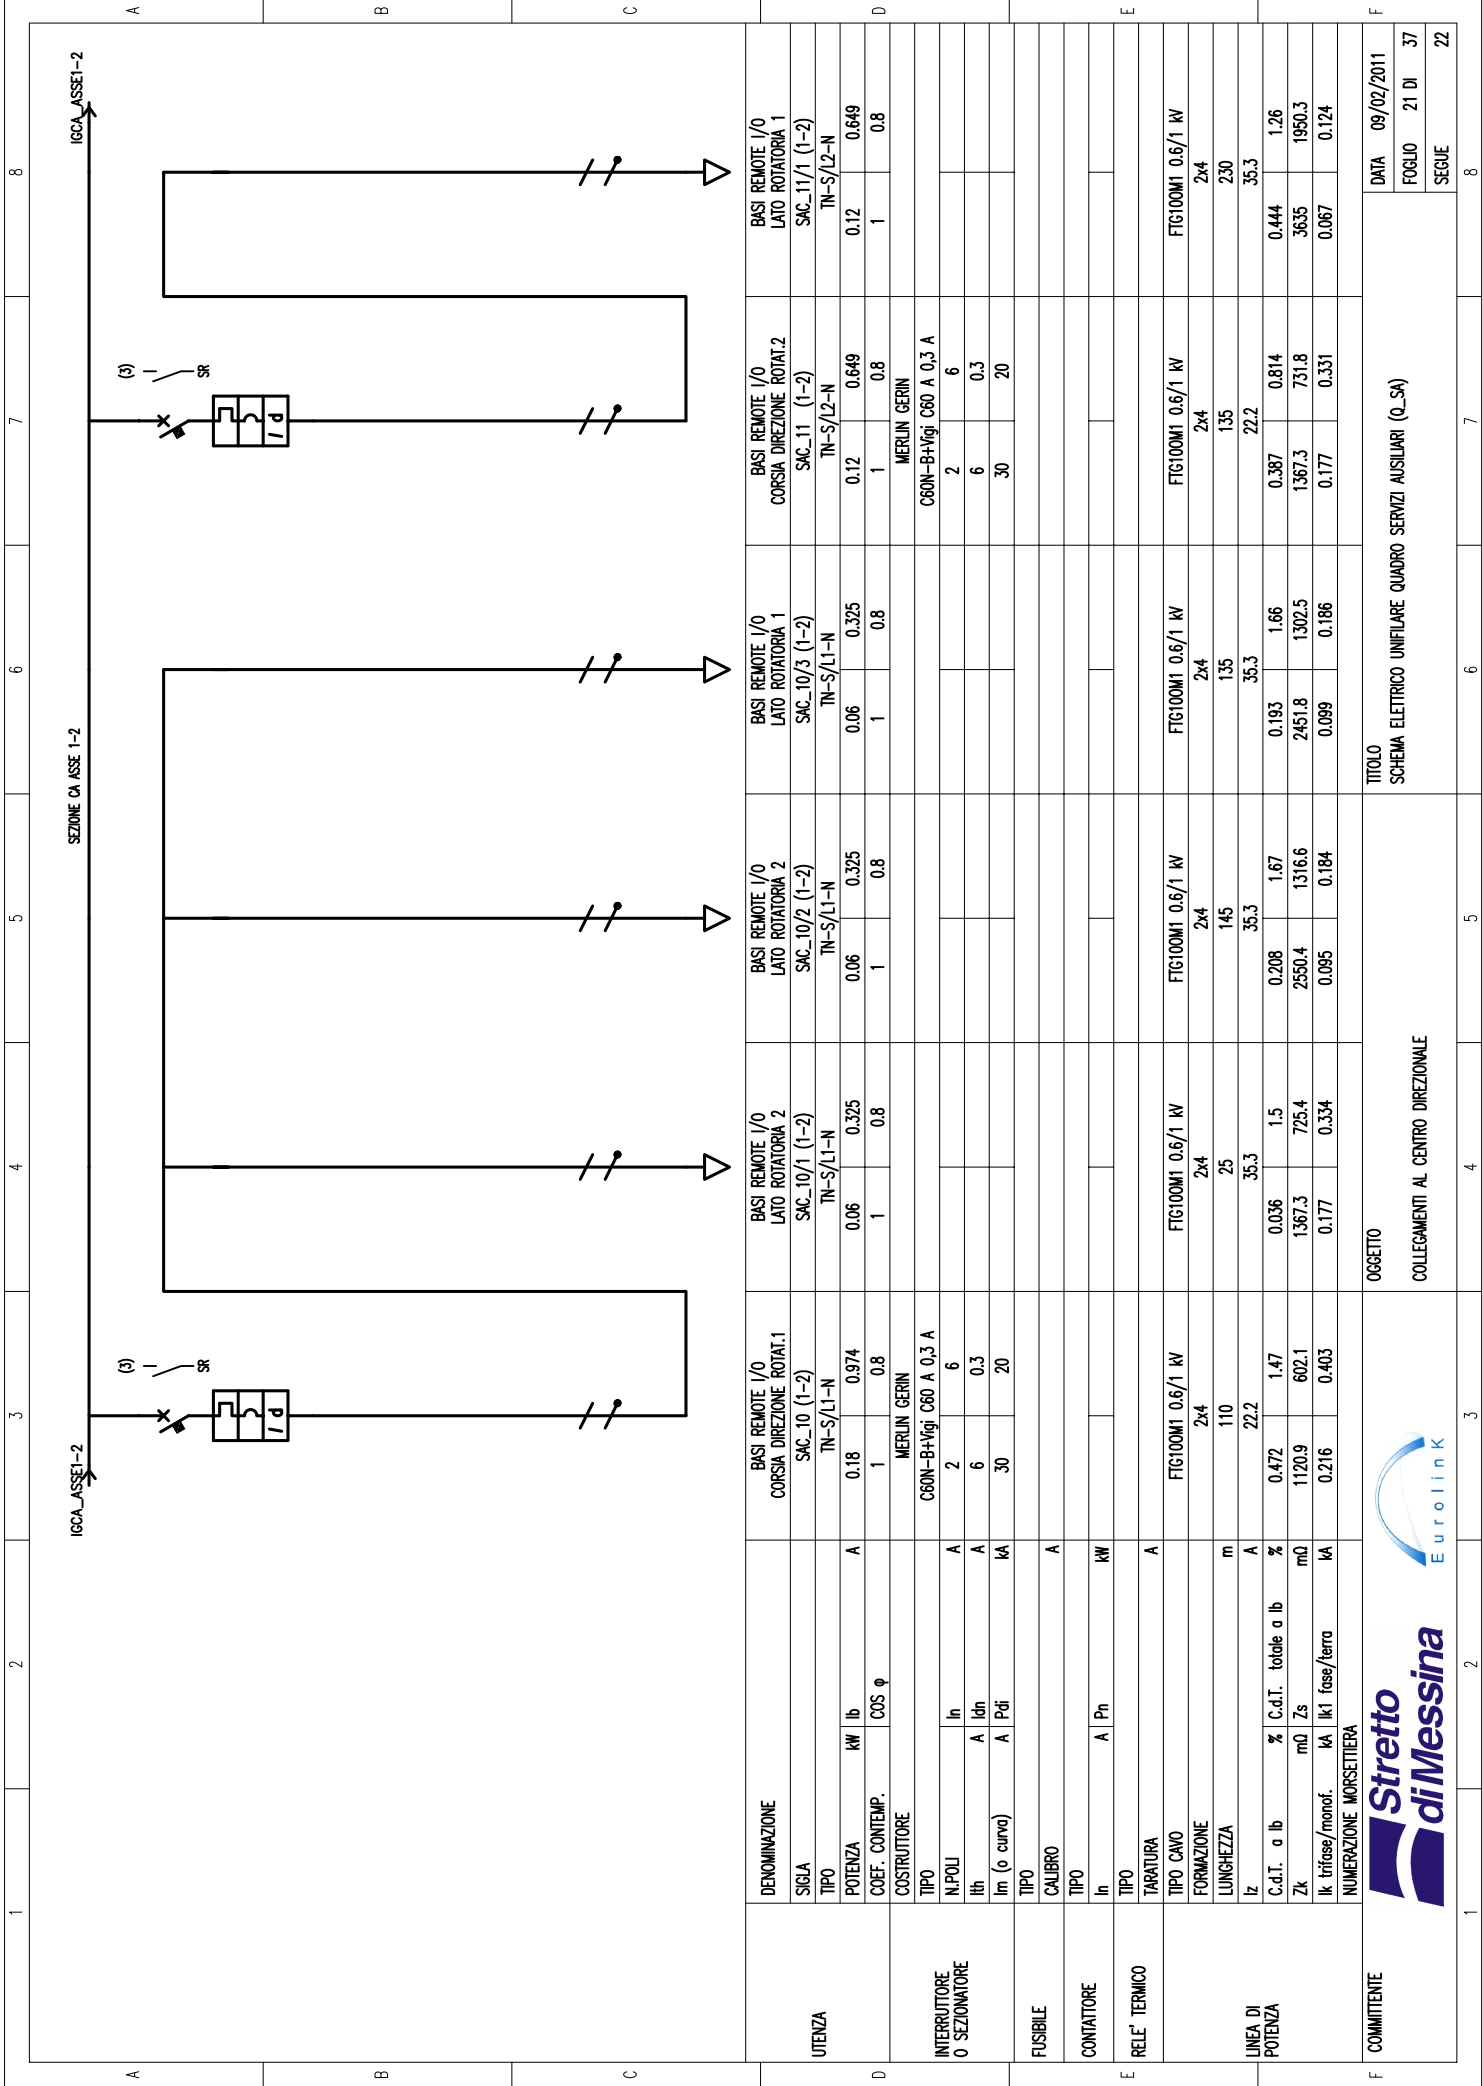 1 2 3 4 5 6 7 8
A A
B B
C C
D D
E E
F F
IGCA_ASSE1-2 SEZIONE CA ASSE 1-2 IGCA_ASSE1-2
(3) SR (3) SR
I d I d
UTENZA
DENOMINAZIONE
BASI REMOTE I/O
CORSIA DIREZIONE ROTAT.1
BASI REMOTE I/O
LATO ROTATORIA 2
BASI REMOTE I/O
LATO ROTATORIA 2
BASI REMOTE I/O
LATO ROTATORIA 1
BASI REMOTE I/O
CORSIA DIREZIONE ROTAT.2
BASI REMOTE I/O
LATO ROTATORIA 1
SIGLA SAC_10 (1-2) SAC_10/1 (1-2) SAC_10/2 (1-2) SAC_10/3 (1-2) SAC_11 (1-2) SAC_11/1 (1-2)
TIPO TN-S/L1-N TN-S/L1-N TN-S/L1-N TN-S/L1-N TN-S/L2-N TN-S/L2-N
POTENZA kW Ib A 0.18 0.974 0.06 0.325 0.06 0.325 0.06 0.325 0.12 0.649 0.12 0.649
COEF. CONTEMP. COS φ 1 0.8 1 0.8 1 0.8 1 0.8 1 0.8 1 0.8
INTERRUTTORE
O SEZIONATORE
COSTRUTTORE MERLIN GERIN MERLIN GERIN
TIPO C60N-B+Vigi C60 A 0,3 A C60N-B+Vigi C60 A 0,3 A
N.POLI In A 2 6 2 6
Ith A Idn A 6 0.3 6 0.3
Im (o curva) A Pdi kA 30 20 30 20
FUSIBILE
TIPO
CALIBRO A
CONTATTORE
TIPO
In A Pn kW
RELE' TERMICO
TIPO
TARATURA A
LINEA DI
POTENZA
TIPO CAVO FTG10OM1 0.6/1 kV FTG10OM1 0.6/1 kV FTG10OM1 0.6/1 kV FTG10OM1 0.6/1 kV FTG10OM1 0.6/1 kV FTG10OM1 0.6/1 kV
FORMAZIONE 2x4 2x4 2x4 2x4 2x4 2x4
LUNGHEZZA m 110 25 145 135 135 230
Iz A 22.2 35.3 35.3 35.3 22.2 35.3
C.d.T. a Ib % C.d.T. totale a Ib % 0.472 1.47 0.036 1.5 0.208 1.67 0.193 1.66 0.387 0.814 0.444 1.26
Zk mΩ Zs mΩ 1120.9 602.1 1367.3 725.4 2550.4 1316.6 2451.8 1302.5 1367.3 731.8 3635 1950.3
Ik trifase/monof. kA Ik1 fase/terra kA 0.216 0.403 0.177 0.334 0.095 0.184 0.099 0.186 0.177 0.331 0.067 0.124
NUMERAZIONE MORSETTIERA
COMMITTENTE
Stretto
di Messina
EurolinK
OGGETTO
COLLEGAMENTI AL CENTRO DIREZIONALE
TITOLO
SCHEMA ELETTRICO UNIFILARE QUADRO SERVIZI AUSILIARI (Q_SA)
DATA 09/02/2011
FOGLIO 21 DI 37
SEGUE 22
1 2 3 4 5 6 7 8